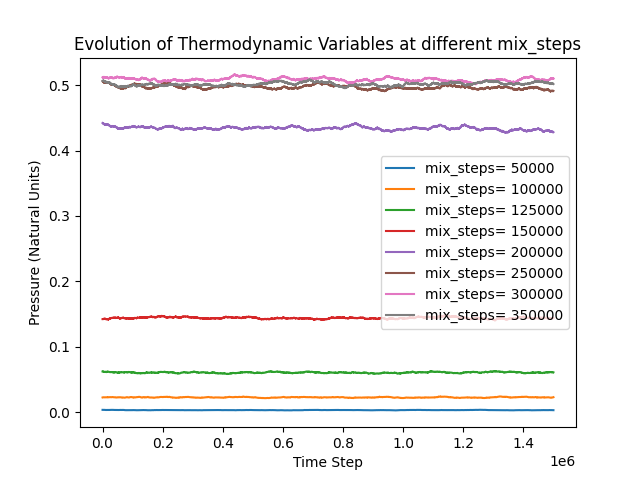 Evolution of Thermodynamic Variables at different mix_steps
Pressure (Natural Units)
0.5
0.4
0.3
0.2
0.1
0.0
mix_steps= 50000
mix_steps= 100000
mix_steps= 125000
mix_steps= 150000
mix_steps= 200000
mix_steps= 250000
mix_steps= 300000
mix_steps= 350000
0.0 0.2 0.4 0.6 0.8 1.0 1.2 1.4
1e6
Time Step